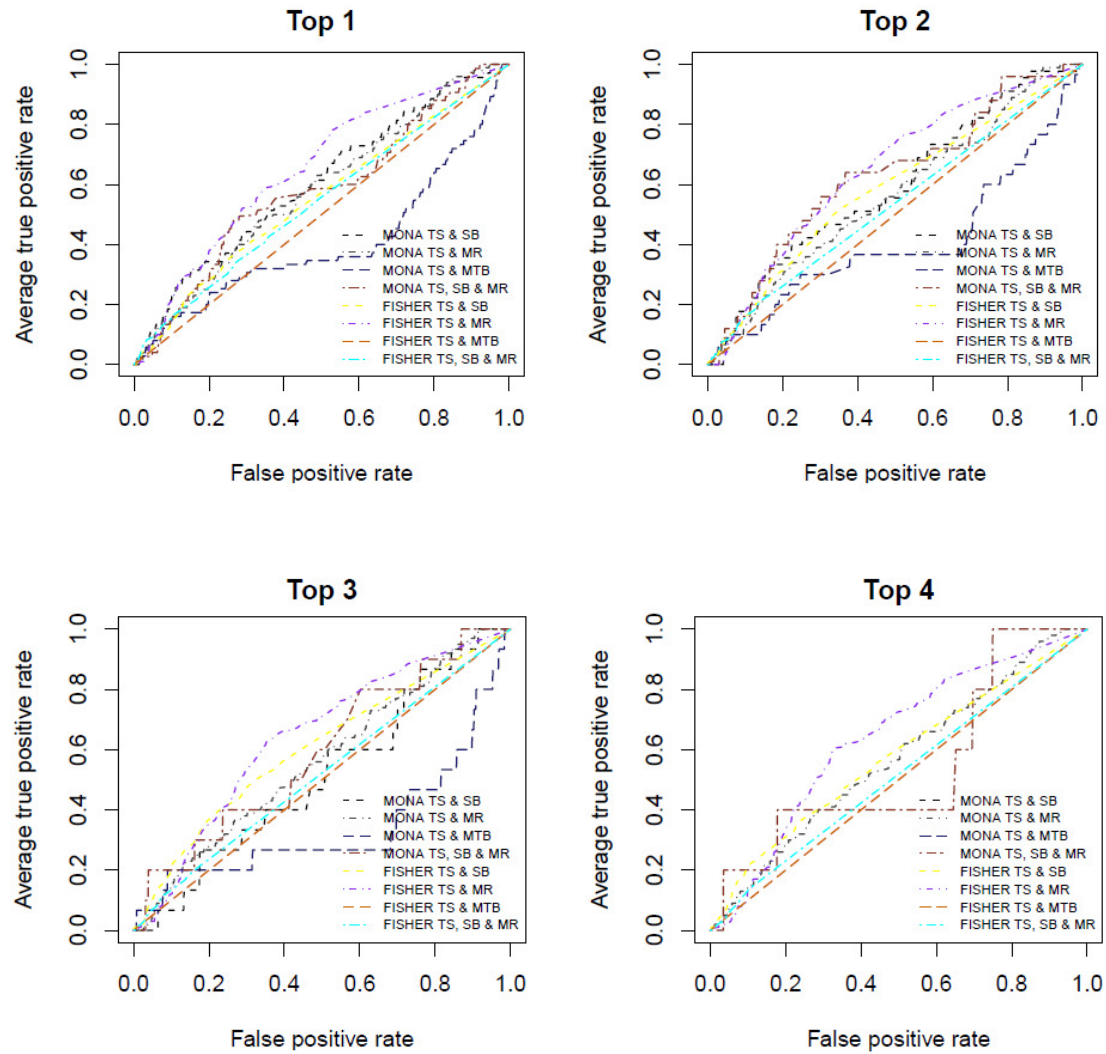 Top 1
Average true positive rate
0.0 0.2 0.4 0.6 0.8 1.0
MONA TS & SB
MONA TS & MR
MONA TS & MTB
MONA TS, SB & MR
FISHER TS & SB
FISHER TS & MR
FISHER TS & MTB
FISHER TS, SB & MR
0.0 0.2 0.4 0.6 0.8 1.0
False positive rate
Top 2
Average true positive rate
0.0 0.2 0.4 0.6 0.8 1.0
MONA TS & SB
MONA TS & MR
MONA TS & MTB
MONA TS, SB & MR
FISHER TS & SB
FISHER TS & MR
FISHER TS & MTB
FISHER TS, SB & MR
0.0 0.2 0.4 0.6 0.8 1.0
False positive rate
Top 3
Average true positive rate
0.0 0.2 0.4 0.6 0.8 1.0
MONA TS & SB
MONA TS & MR
MONA TS & MTB
MONA TS, SB & MR
FISHER TS & SB
FISHER TS & MR
FISHER TS & MTB
FISHER TS, SB & MR
0.0 0.2 0.4 0.6 0.8 1.0
False positive rate
Top 4
Average true positive rate
0.0 0.2 0.4 0.6 0.8 1.0
MONA TS & SB
MONA TS & MR
MONA TS & MTB
MONA TS, SB & MR
FISHER TS & SB
FISHER TS & MR
FISHER TS & MTB
FISHER TS, SB & MR
0.0 0.2 0.4 0.6 0.8 1.0
False positive rate